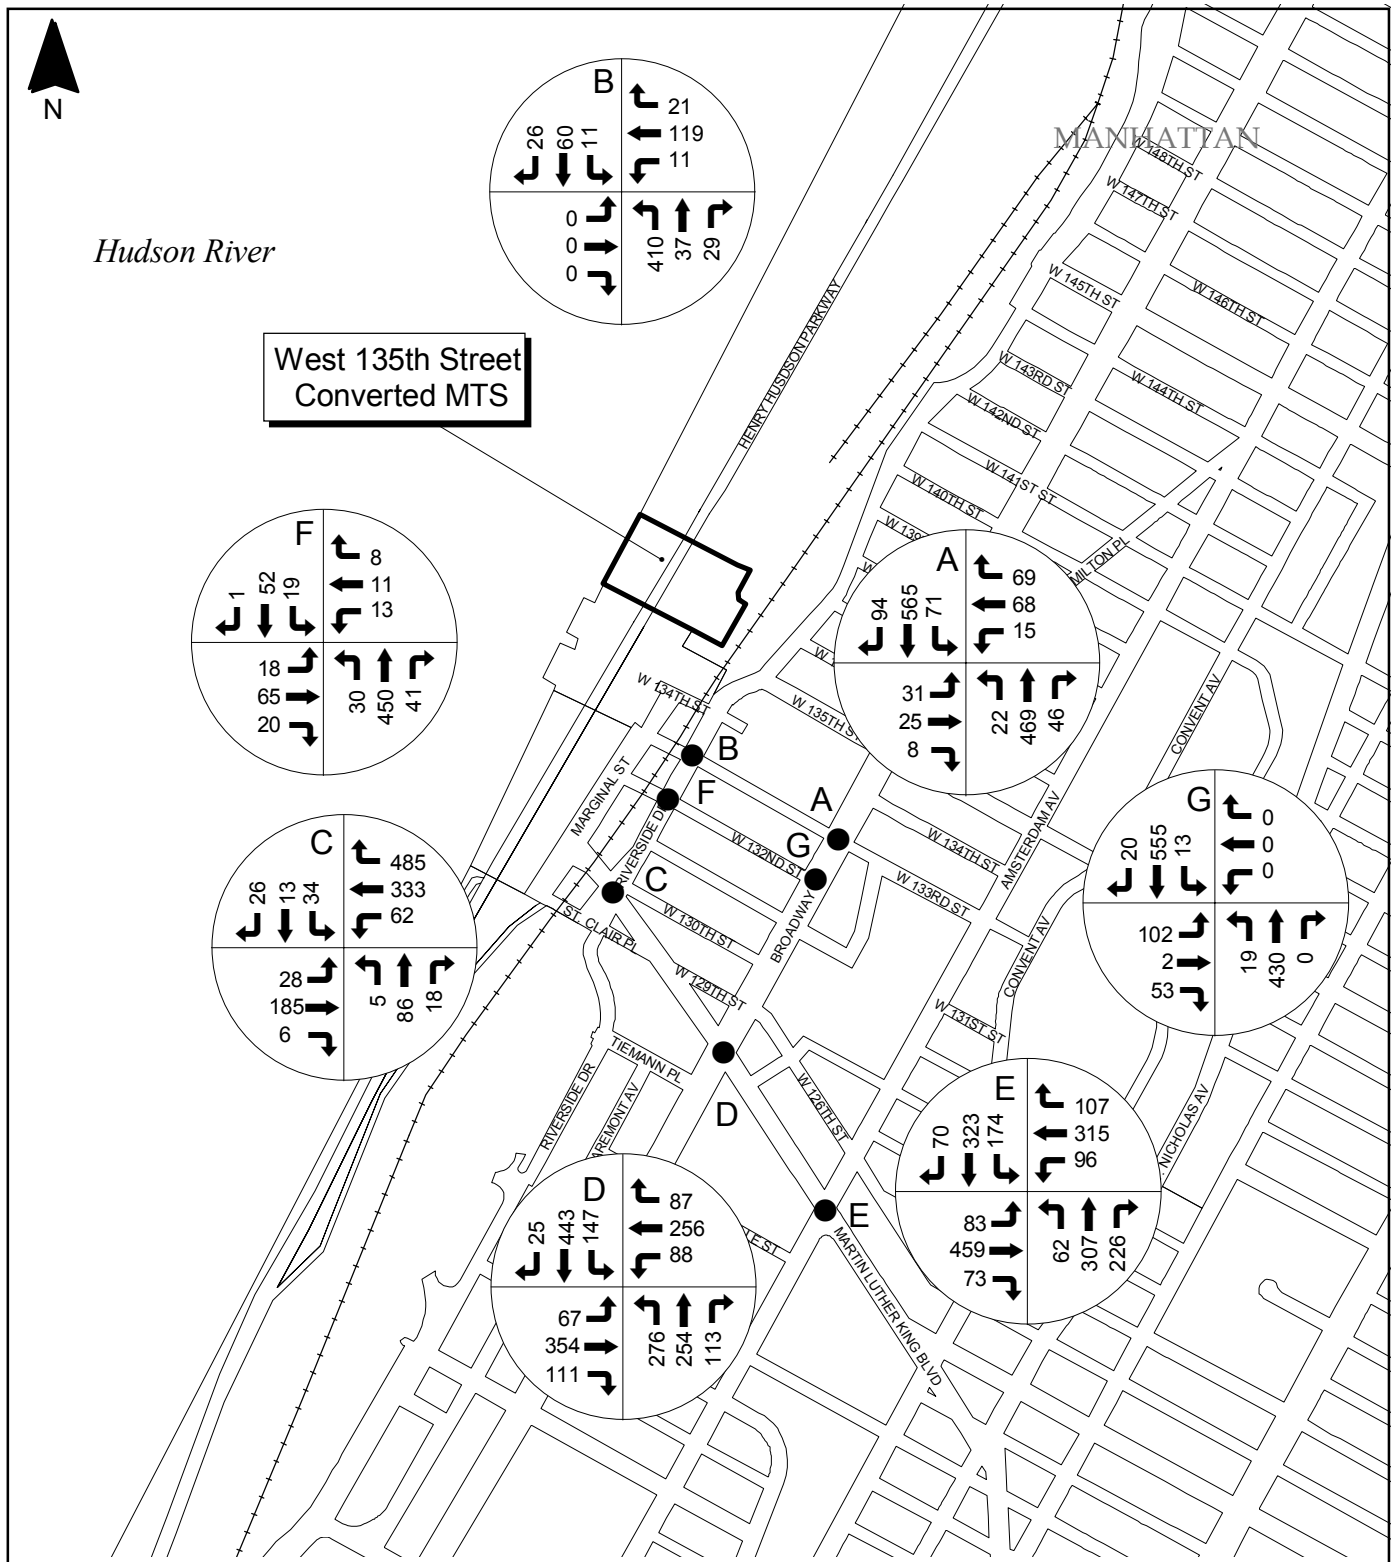 N
MANHATTAN
Hudson River
West 135th Street
Converted MTS
HENRY HUSDSON PARKWAY
W 148TH ST
W 147TH ST
W 145TH ST
W 146TH ST
W 143RD ST
W 144TH ST
W 142ND ST
W 141ST ST
W 140TH ST
W 139
W
W
MILTON PL
W 135TH S
W 134TH ST
MARGINAL ST
RIVERSIDE D
W 132ND ST
W 134TH ST
W 133RD ST
AMSTERDAM AV
CONVENT AV
CONVENT AV
BROADWAY
W 130TH ST
ST. CLAIR PL
W 129TH ST
W 131ST ST
TIEMANN PL
W 126TH ST
RIVERSIDE DR
AREMONT AV
NICHOLAS AV
LE ST
MARTIN LUTHER KING BLVD
B
F
A
G
C
D
E
B
26 60 11
21
119
11
0
0
0
410 37 29
F
1 52 19
8
11
13
18
65
20
30 450 41
A
94 565 71
69
68
15
31
25
8
22 469 46
G
20 555 13
0
0
0
102
2
53
19 430 0
C
26 13 34
485
333
62
28
185
6
5 86 18
E
70 323 174
107
315
96
83
459
73
62 307 226
D
25 443 147
87
256
88
67
354
111
276 254 113